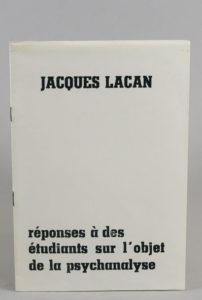 JACQUES LACAN
réponses à des
étudiants sur l'objet
de la psychanalyse